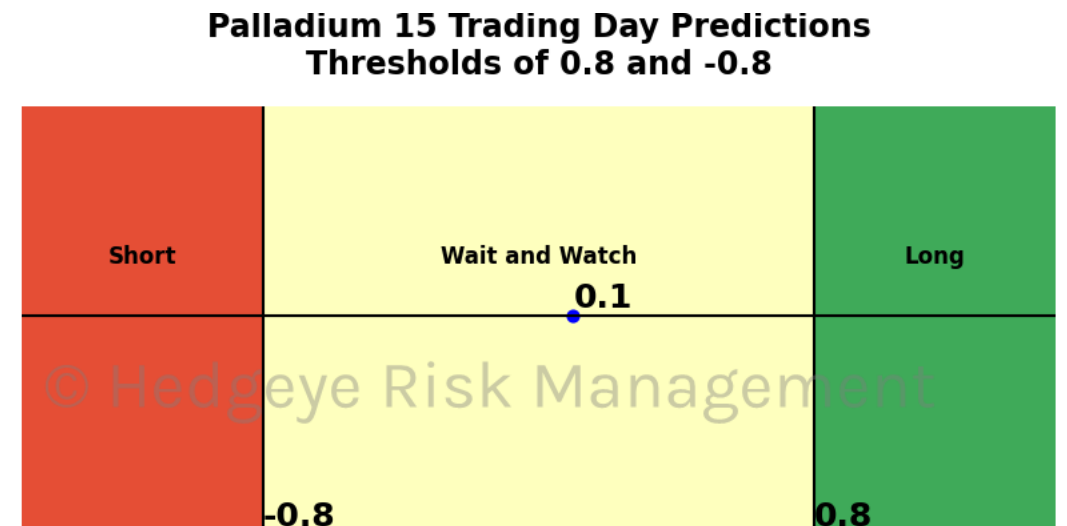 Palladium 15 Trading Day Predictions
Thresholds of 0.8 and -0.8
Short
Wait and Watch
Long
0.1
© Hedgeye Risk Management
-0.8
0.8